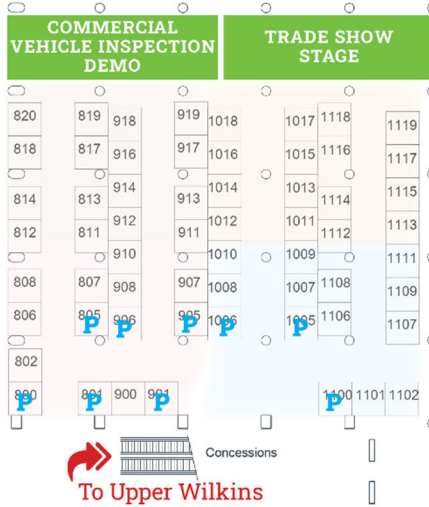 COMMERCIAL
VEHICLE INSPECTION
DEMO
TRADE SHOW
STAGE
820 819 918 919 1018 1017 1118 1119
818 817 916 917 1016 1015 1116 1117
814 813 914 913 1014 1013 1114 1115
812 811 912 911 1012 1011 1112 1113
910 1010 1009 1111
808 807 908 907 1008 1007 1108 1109
806 805 906 905 1006 1005 1106 1107
P P P P P
802
800 801 900 901 1100 1101 1102
P P P P
Concessions
To Upper Wilkins